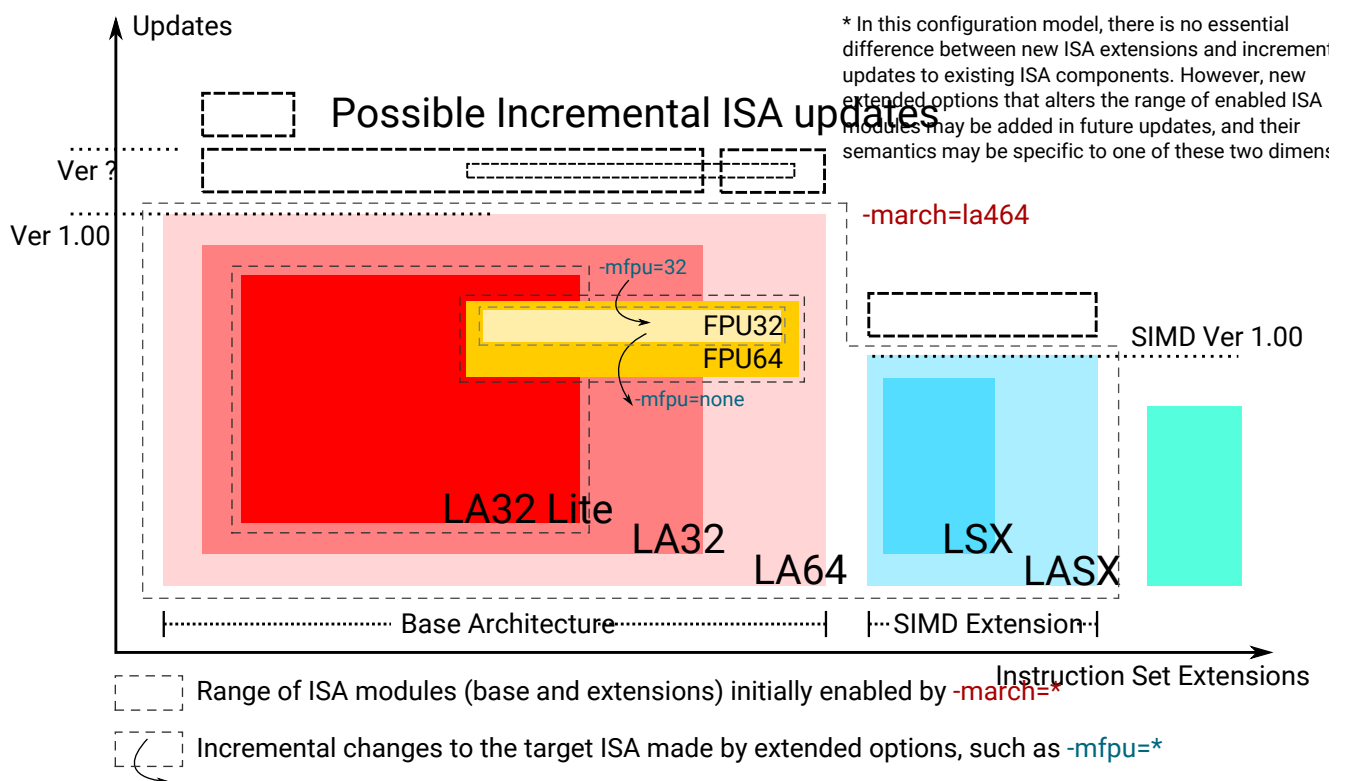 Updates
* In this configuration model, there is no essential
difference between new ISA extensions and increment
updates to existing ISA components. However, new
extended options that alters the range of enabled ISA
modules may be added in future updates, and their
semantics may be specific to one of these two dimens
Possible Incremental ISA updates
Ver ?
Ver 1.00
-march=la464
-mfpu=32
FPU32
FPU64
-mfpu=none
SIMD Ver 1.00
LA32 Lite
LA32
LA64
LSX
LASX
Base Architecture
SIMD Extension
Instruction Set Extensions
Range of ISA modules (base and extensions) initially enabled by -march=*
Incremental changes to the target ISA made by extended options, such as -mfpu=*